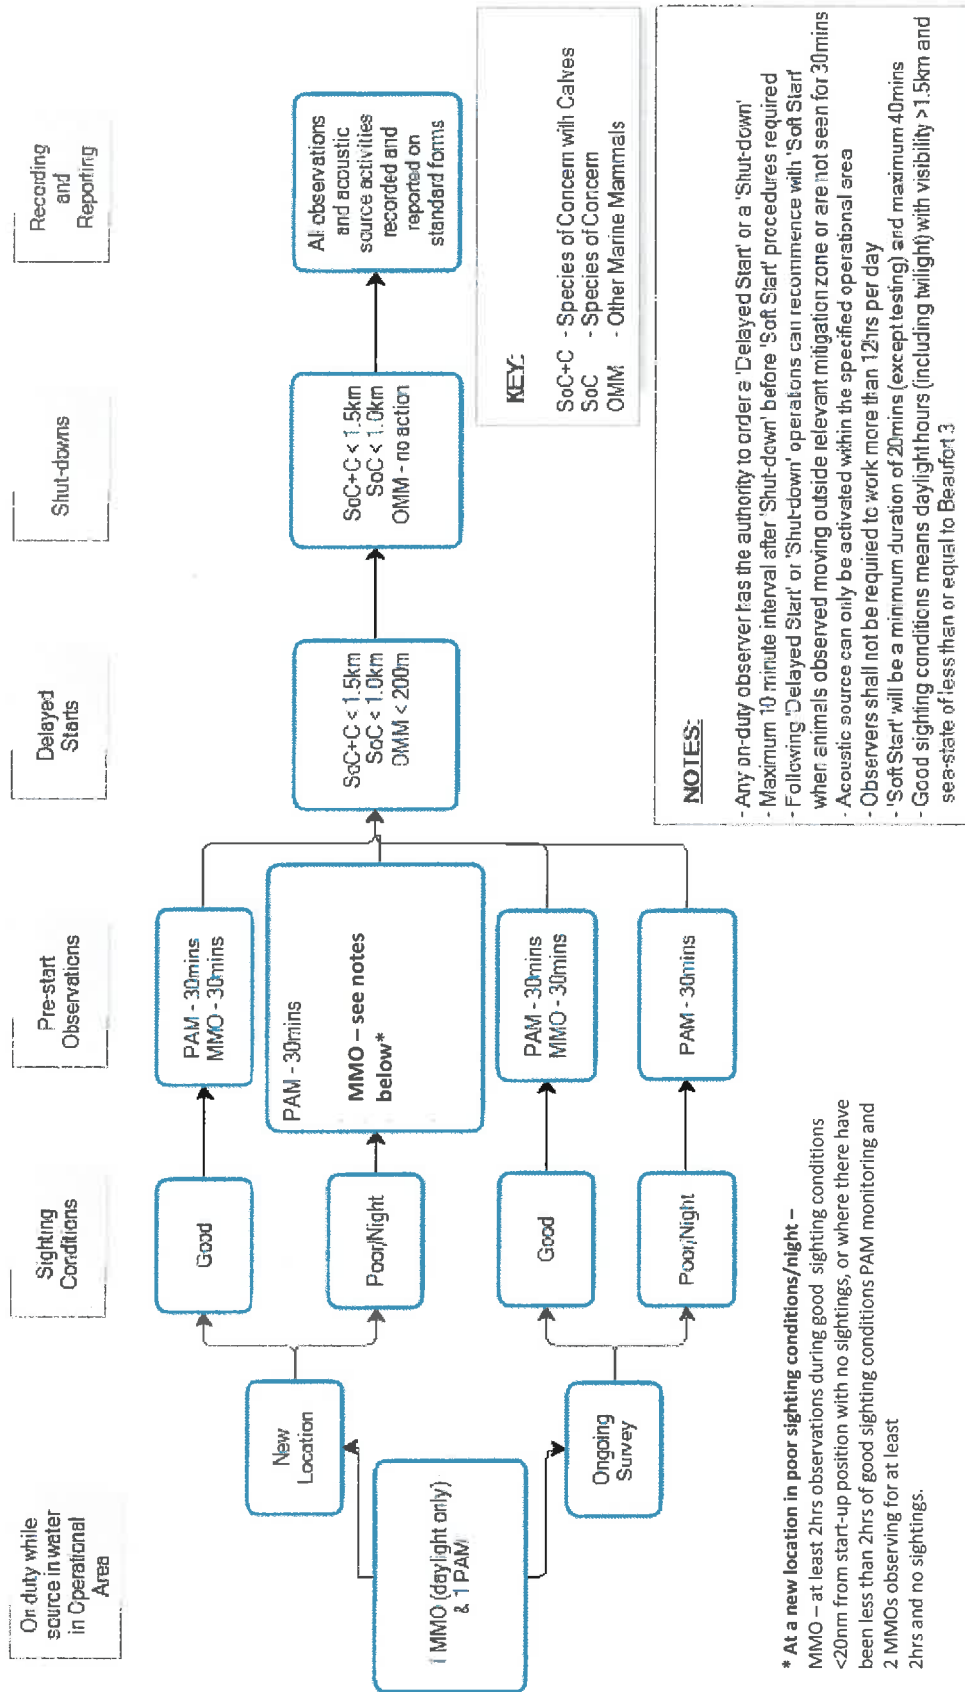 On duty while
source in water
in Operational
Area
Sighting
Conditions
Pre-start
Observations
Delayed
Starts
Shut-downs
Recording
and
Reporting
1 MMO (daylight only)
& 1 PAM
New
Location
Ongoing
Survey
Good
Poor/Night
Good
Poor/Night
PAM - 30mins
MMO - 30mins
PAM - 30mins
MMO – see notes
below*
PAM - 30mins
MMO - 30mins
PAM - 30mins
SoC+C < 1.5km
SoC < 1.0km
OMM < 200m
SoC+C < 1.5km
SoC < 1.0km
OMM - no action
All observations
and acoustic
source activities
recorded and
reported on
standard forms
KEY:
SoC+C - Species of Concern with Calves
SoC - Species of Concern
OMM - Other Marine Mammals
NOTES:
- Any on-duty observer has the authority to order a 'Delayed Start' or a 'Shut-down'
- Maximum 10 minute interval after 'Shut-down' before 'Soft Start' procedures required
- Following 'Delayed Start' or 'Shut-down' operations can recommence with 'Soft Start'
when animals observed moving outside relevant mitigation zone or are not seen for 30mins
- Acoustic source can only be activated within the specified operational area
- Observers shall not be required to work more than 12hrs per day
- 'Soft Start' will be a minimum duration of 20mins (except testing) and maximum 40mins
- Good sighting conditions means daylight hours (including twilight) with visibility >1.5km and
sea-state of less than or equal to Beaufort 3
* At a new location in poor sighting conditions/night –
MMO – at least 2hrs observations during good sighting conditions
<20nm from start-up position with no sightings, or where there have
been less than 2hrs of good sighting conditions PAM monitoring and
2 MMOs observing for at least
2hrs and no sightings.